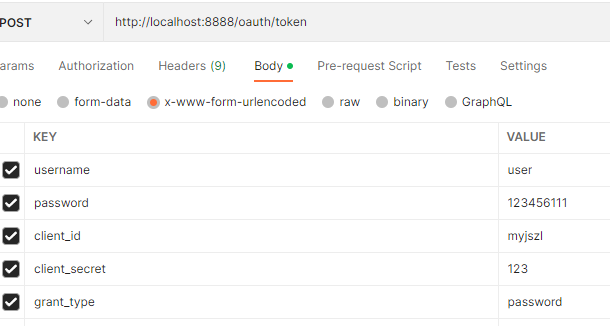 POST http://localhost:8888/oauth/token
arams Authorization Headers (9) Body Pre-request Script Tests Settings
none form-data x-www-form-urlencoded raw binary GraphQL
KEY VALUE
username user
password 123456111
client_id myjszl
client_secret 123
grant_type password